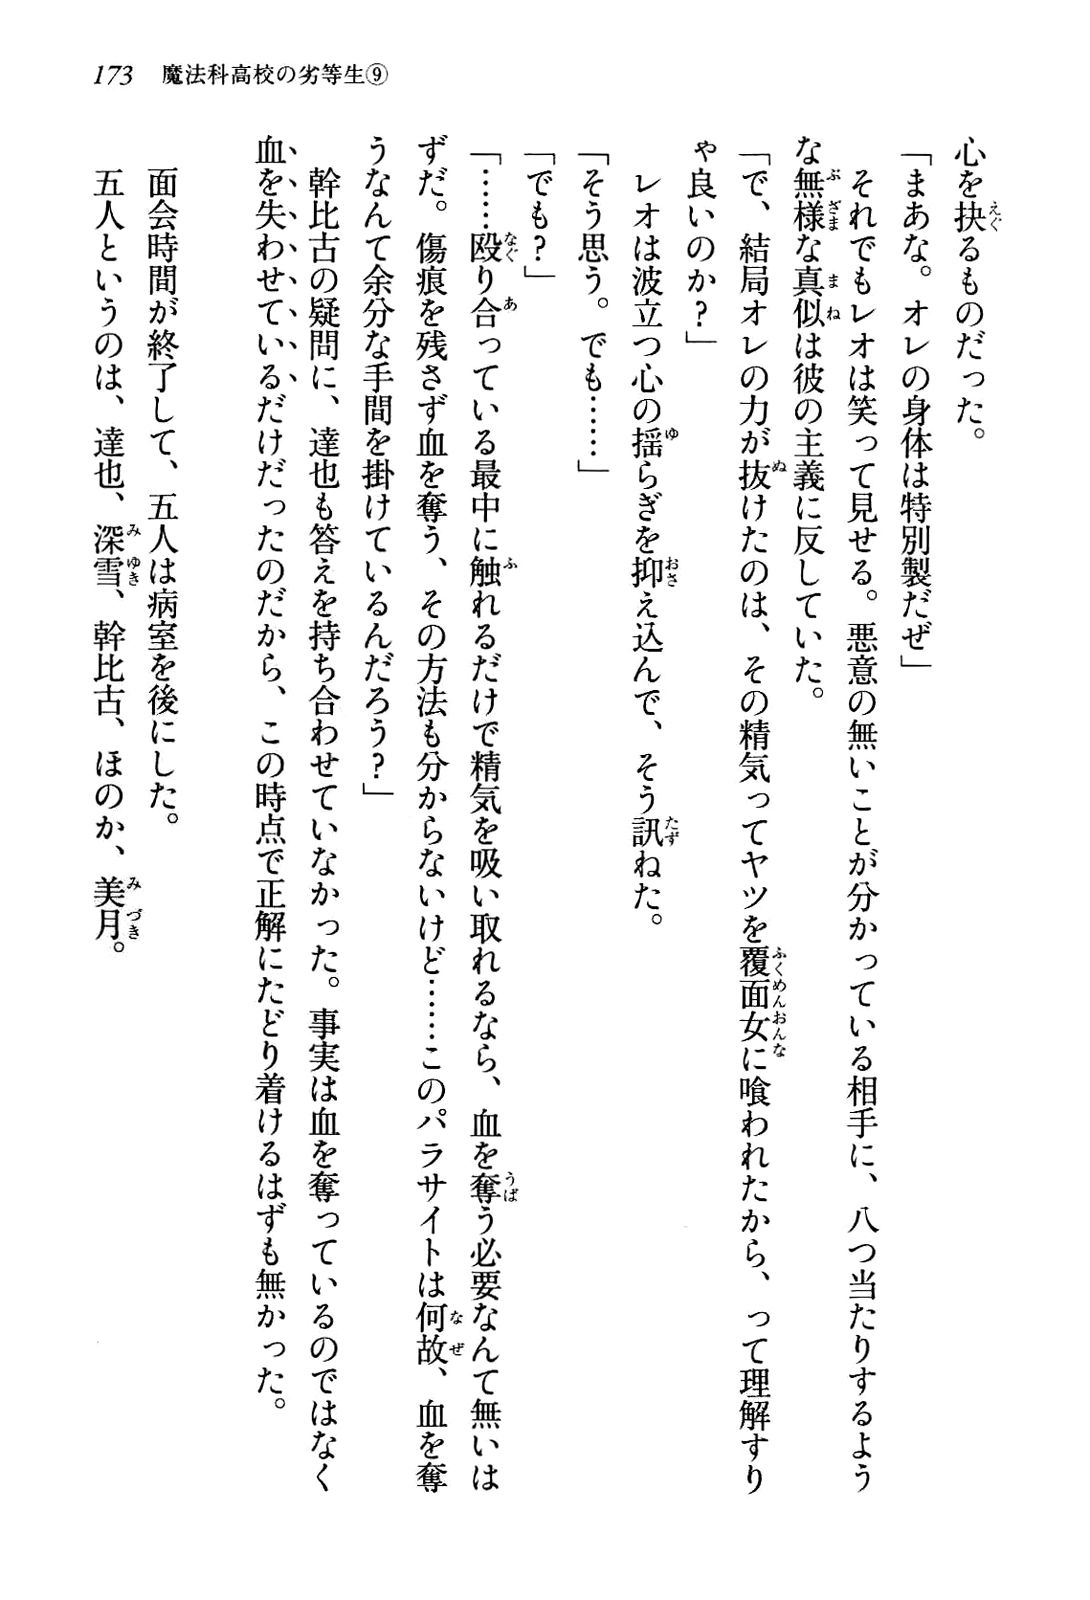 173 魔法科高校の劣等生⑨
心を抉るものだった。
「まあな。オレの身体は特別製だぜ」
それでもレオは笑って見せる。悪意の無いことが分かっている相手に、八つ当たりするよう
な無様な真似は彼の主義に反していた。
「で、結局オレの力が抜けたのは、その精気ってヤツを覆面女に喰われたから、って理解すり
ゃ良いのか？」
レオは波立つ心の揺らぎを抑え込んで、そう訊ねた。
「そう思う。でも……」
「でも？」
「……殴り合っている最中に触れるだけで精気を吸い取れるなら、血を奪う必要なんて無いは
ずだ。傷痕を残さず血を奪う、その方法も分からないけど……このパラサイトは何故、血を奪
うなんて余分な手間を掛けているんだろう？」
幹比古の疑問に、達也も答えを持ち合わせていなかった。事実は血を奪っているのではなく
血を失わせているだけだったのだから、この時点で正解にたどり着けるはずも無かった。
面会時間が終了して、五人は病室を後にした。
五人というのは、達也、深雪、幹比古、ほのか、美月。